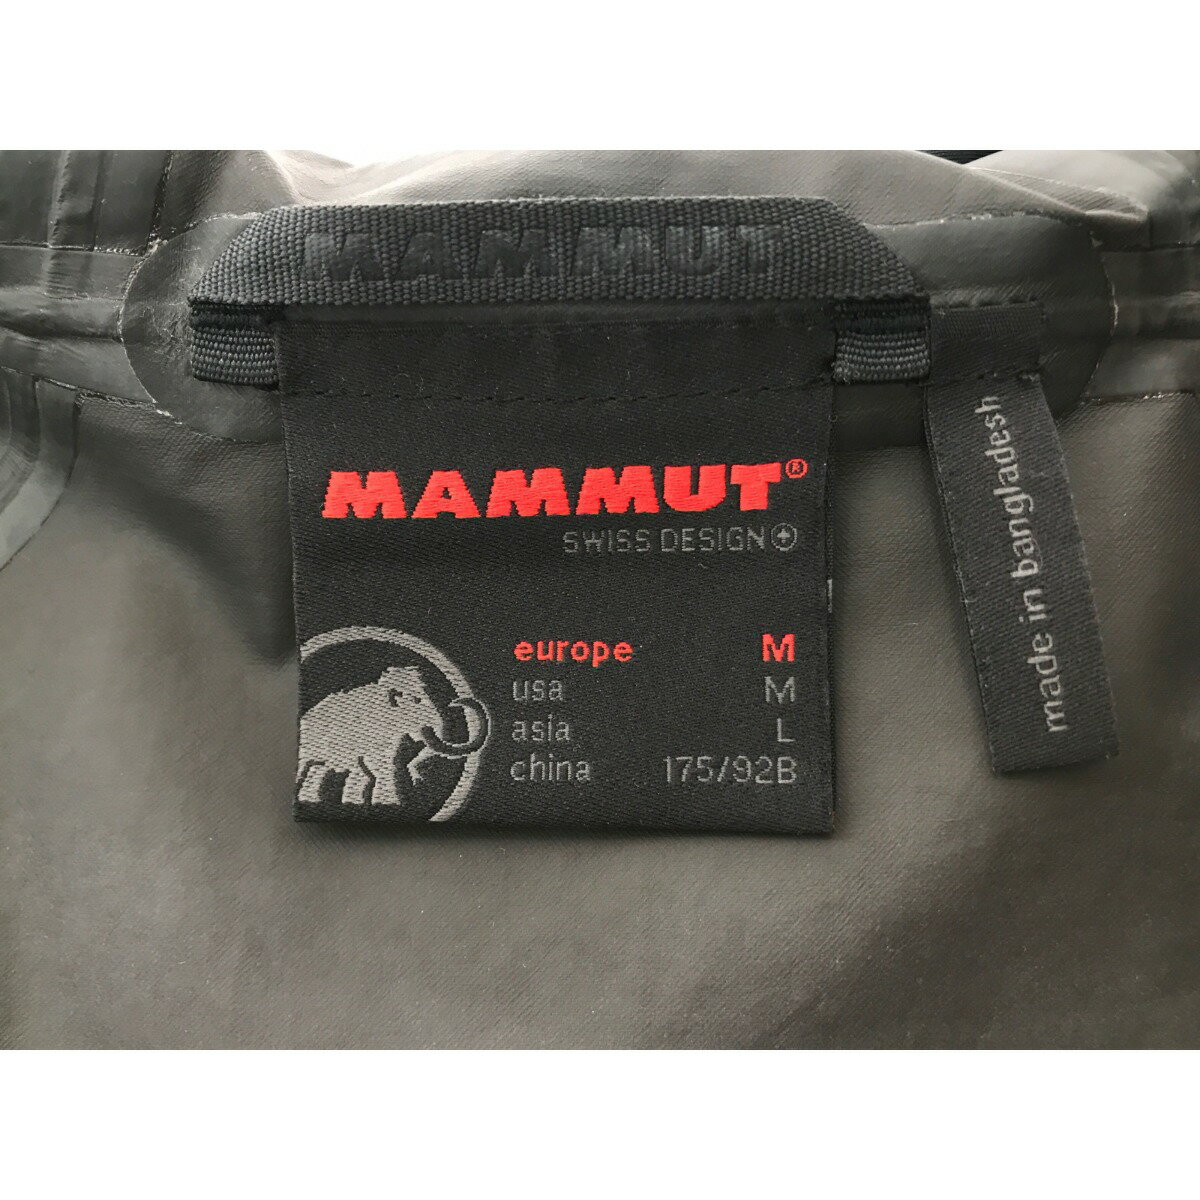 MAMMUT
MAMMUT®
SWISS DESIGN
europe M
usa M
asia L
china 175/92B
made in bangladesh